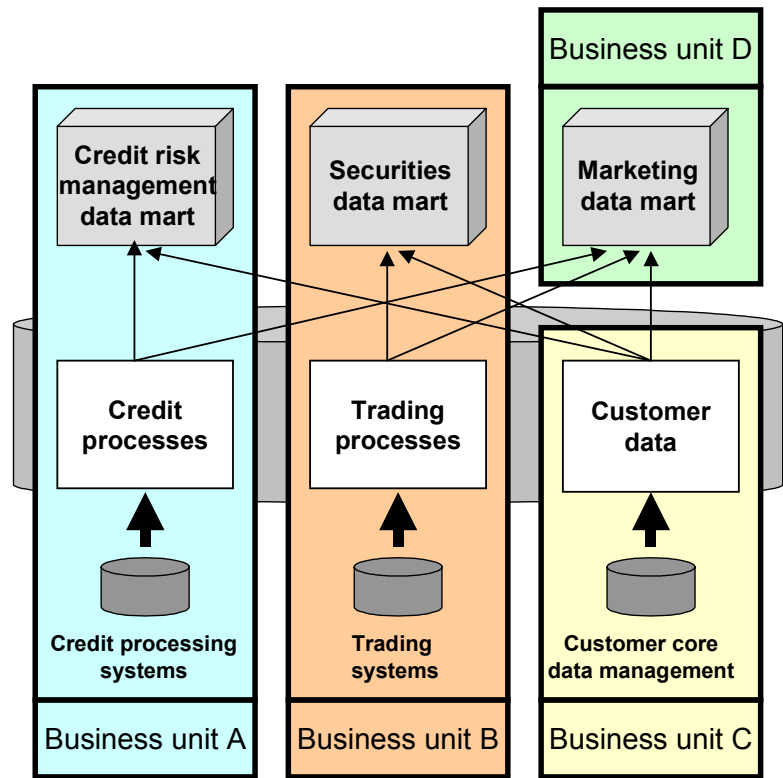 Business unit D
Credit risk
management
data mart
Securities
data mart
Marketing
data mart
Credit
processes
Trading
processes
Customer
data
Credit processing
systems
Trading
systems
Customer core
data management
Business unit A
Business unit B
Business unit C